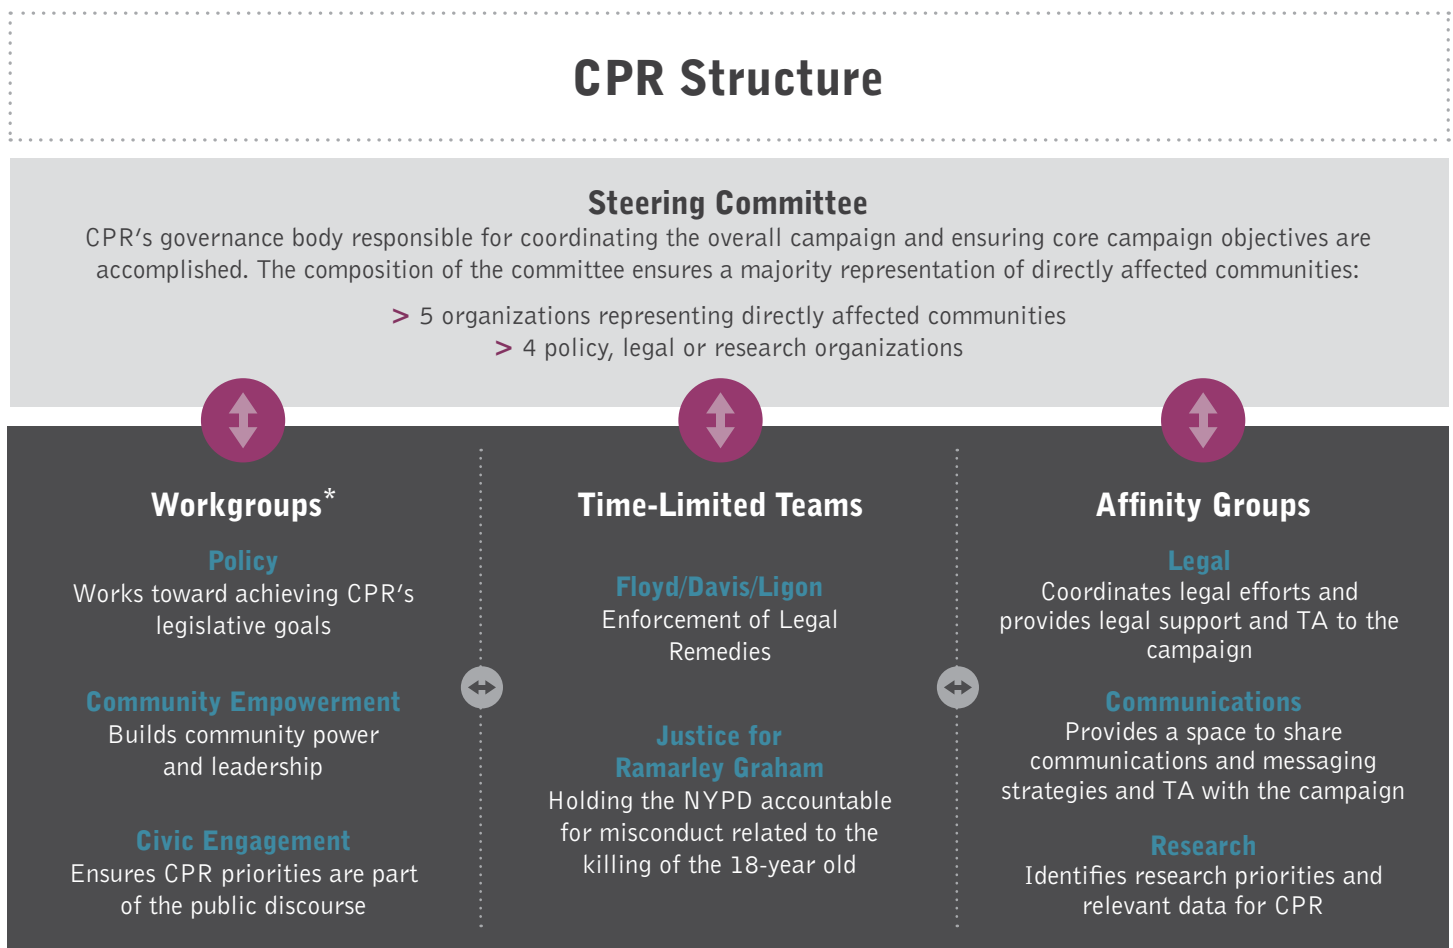 CPR Structure
Steering Committee
CPR’s governance body responsible for coordinating the overall campaign and ensuring core campaign objectives are
accomplished. The composition of the committee ensures a majority representation of directly affected communities:
> 5 organizations representing directly affected communities
> 4 policy, legal or research organizations
Workgroups*
Policy
Works toward achieving CPR’s
legislative goals
Community Empowerment
Builds community power
and leadership
Civic Engagement
Ensures CPR priorities are part
of the public discourse
Time-Limited Teams
Floyd/Davis/Ligon
Enforcement of Legal
Remedies
Justice for
Ramarley Graham
Holding the NYPD accountable
for misconduct related to the
killing of the 18-year old
Affinity Groups
Legal
Coordinates legal efforts and
provides legal support and TA to the
campaign
Communications
Provides a space to share
communications and messaging
strategies and TA with the campaign
Research
Identifies research priorities and
relevant data for CPR